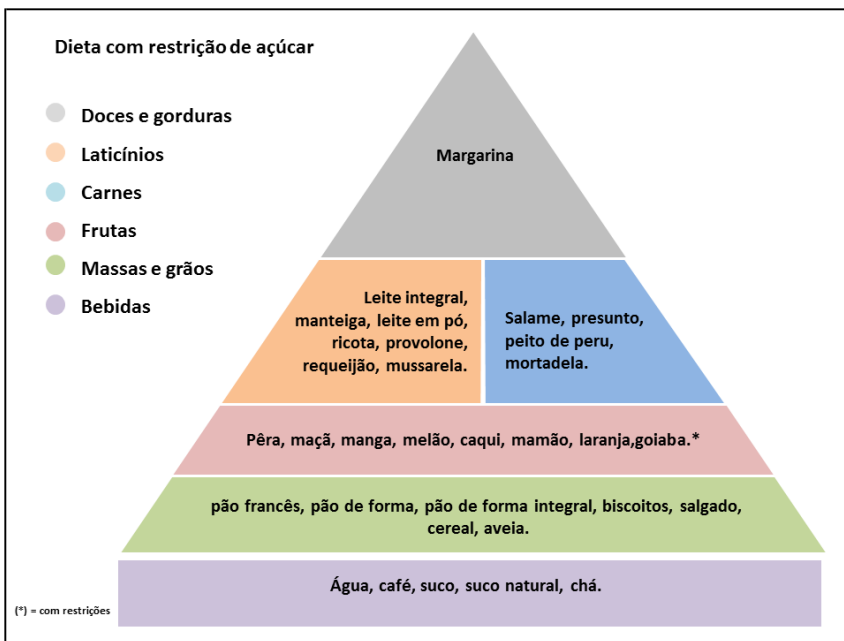 Dieta com restrição de açúcar
Doces e gorduras
Laticínios
Carnes
Frutas
Massas e grãos
Bebidas
Margarina
Leite integral,
manteiga, leite em pó,
ricota, provolone,
requeijão, mussarela.
Salame, presunto,
peito de peru,
mortadela.
Pêra, maçã, manga, melão, caqui, mamão, laranja,goiaba.*
pão francês, pão de forma, pão de forma integral, biscoitos, salgado,
cereal, aveia.
Água, café, suco, suco natural, chá.
(*) = com restrições